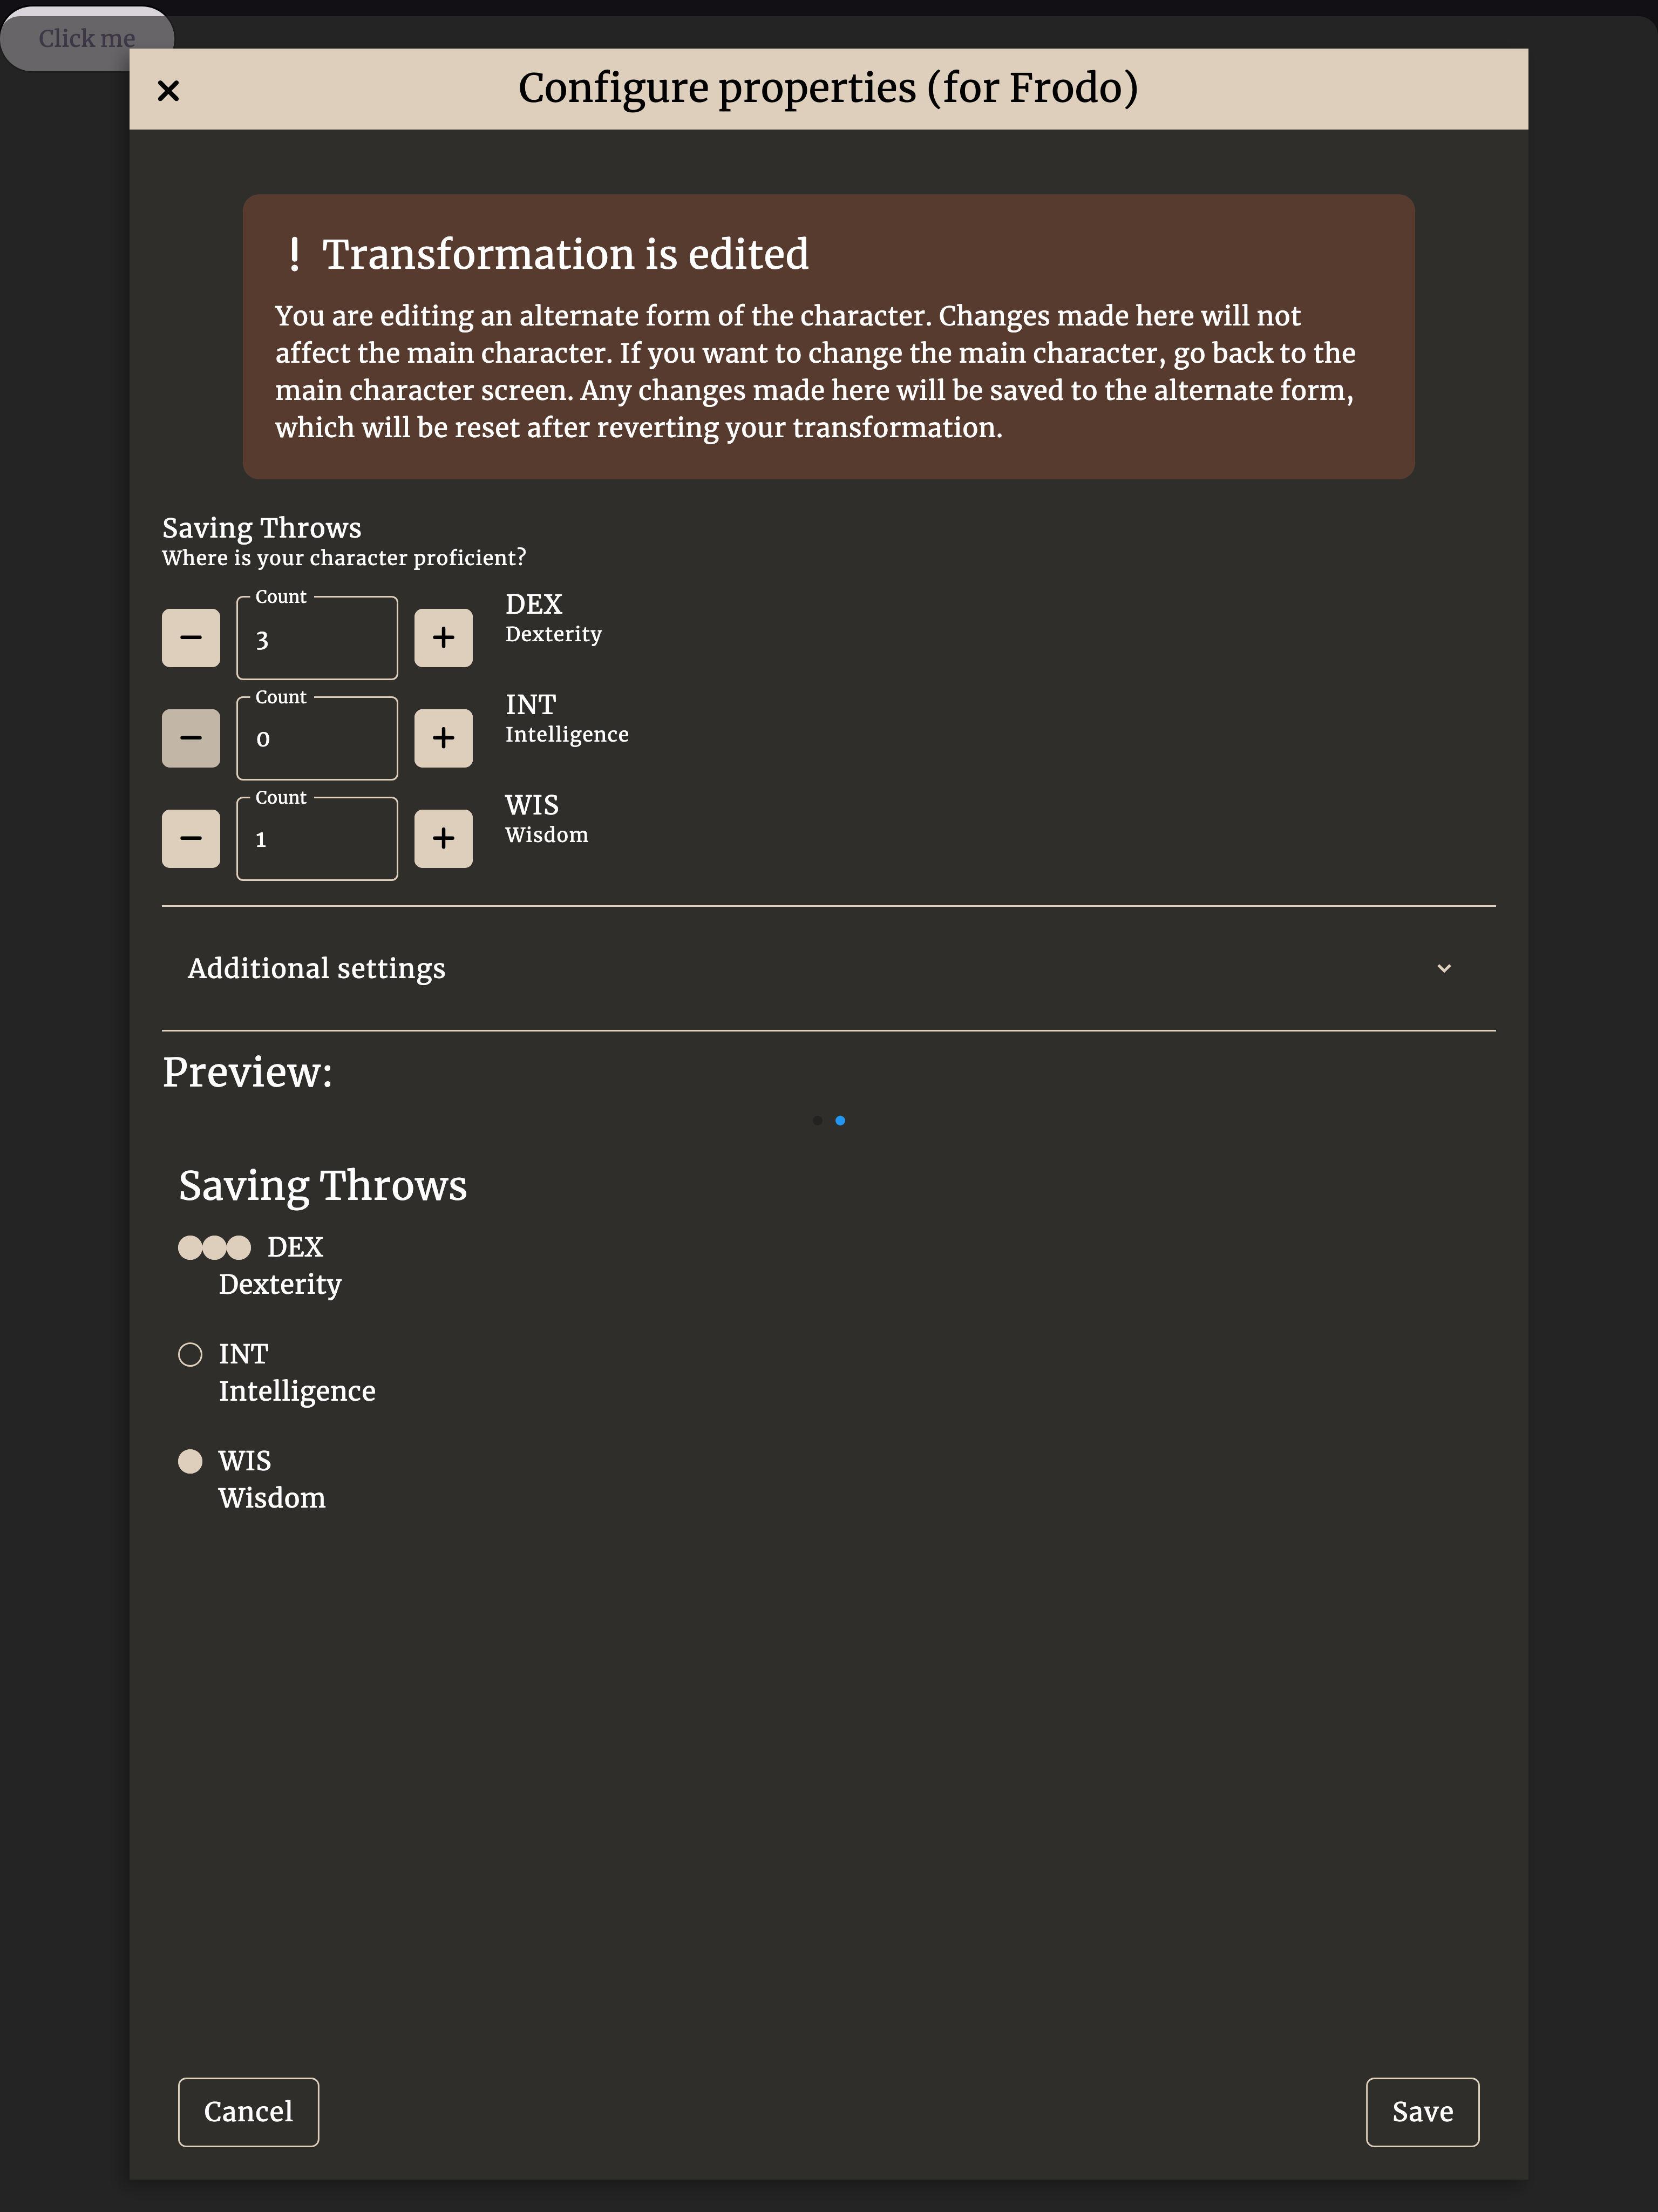 Click me
Configure properties (for Frodo)
! Transformation is edited
You are editing an alternate form of the character. Changes made here will not
affect the main character. If you want to change the main character, go back to the
main character screen. Any changes made here will be saved to the alternate form,
which will be reset after reverting your transformation.
Saving Throws
Where is your character proficient?
Count
3
DEX
Dexterity
Count
0
INT
Intelligence
Count
1
WIS
Wisdom
Additional settings
Preview:
Saving Throws
DEX
Dexterity
INT
Intelligence
WIS
Wisdom
Cancel
Save